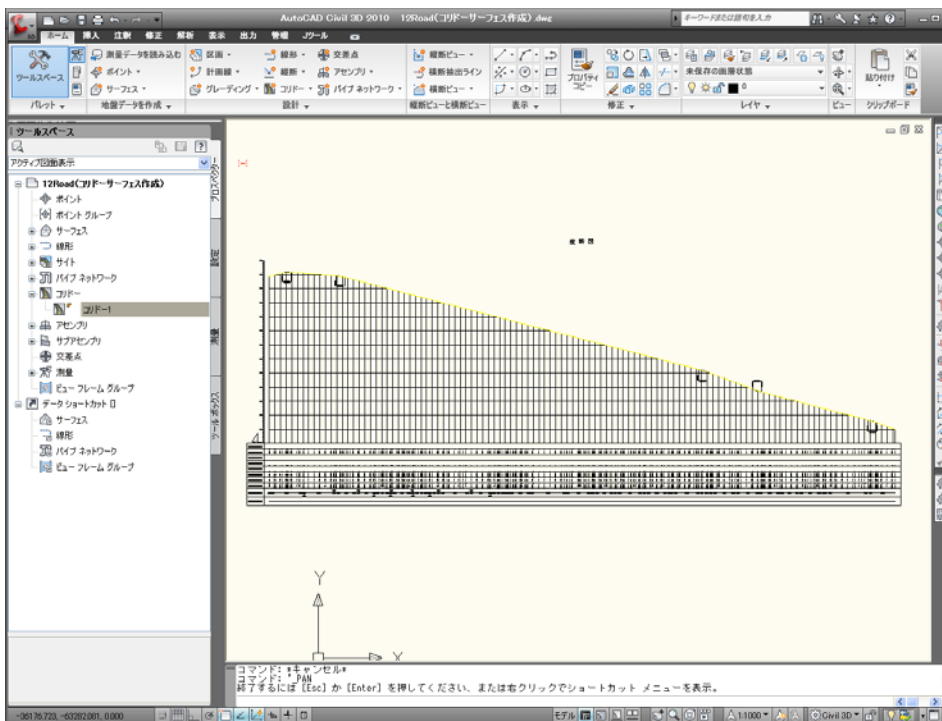 AutoCAD Civil 3D 2010 12Road(コリドーサーフェス作成).dwg
キーワードまたは語句を入力
ホーム 挿入 注釈 修正 解析 表示 出力 管理 Jツール
ツールスペース
測量データを読み込む
ポイント
サーフェス
区画
計画線
グレーディング
線形
縦断
コリドー
交差点
アセンブリ
パイプ ネットワーク
縦断ビュー
横断抽出ライン
横断ビュー
プロパティ
コピー
未保存の画層状態
0
貼り付け
パレット 地盤データを作成 設計 縦断ビューと横断ビュー 表示 修正 レイヤ ビュー クリップボード
ツールスペース
アクティブ図面表示
12Road(コリドーサーフェス作成)
ポイント
ポイント グループ
サーフェス
線形
サイト
パイプ ネットワーク
コリドー
コリドー1
アセンブリ
サブアセンブリ
交差点
測量
ビュー フレーム グループ
データ ショートカット []
サーフェス
線形
パイプ ネットワーク
ビュー フレーム グループ
プロスペクター
設定
測量
ツール ボックス
縦断図
Y
X
コマンド: *キャンセル*
コマンド: '_PAN
終了するには [Esc] か [Enter] を押してください、または右クリックでショートカット メニューを表示。
-36176.723, -63282.081, 0.000
モデル
1:1000
Civil 3D